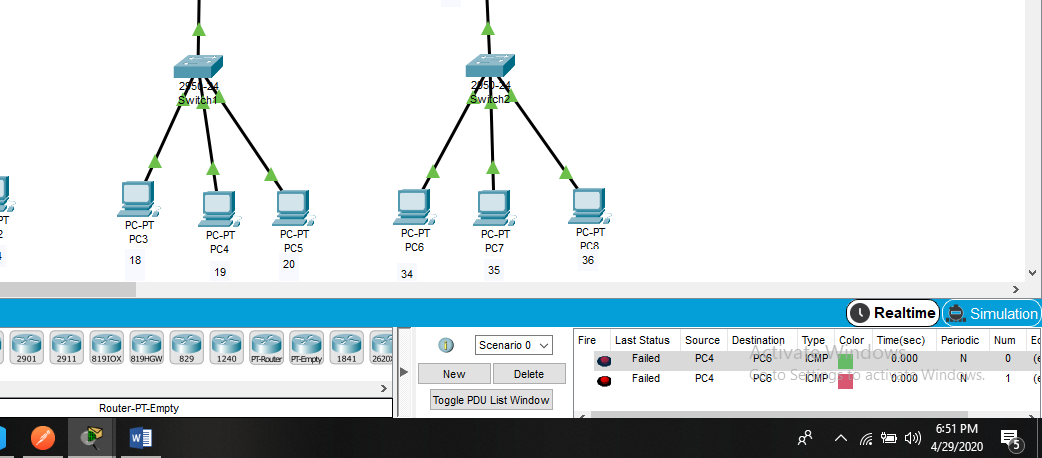 2950-24
Switch1
2950-24
Switch2
PT
2
PC-PT
PC3
18
PC-PT
PC4
19
PC-PT
PC5
20
PC-PT
PC6
34
PC-PT
PC7
35
PC-PT
PC8
36
Realtime
Simulation
2901 2911 819IOX 819HGW 829 1240 PT-Router PT-Empty 1841 2620X
Router-PT-Empty
Scenario 0
New Delete
Toggle PDU List Window
Fire Last Status Source Destination Type Color Time(sec) Periodic Num Ed
Failed PC4 PC6 ICMP 0.000 N 0 (e
Failed PC4 PC6 ICMP 0.000 N 1 (e
Activate Windows
Go to Settings to activate Windows.
6:51 PM
4/29/2020
5